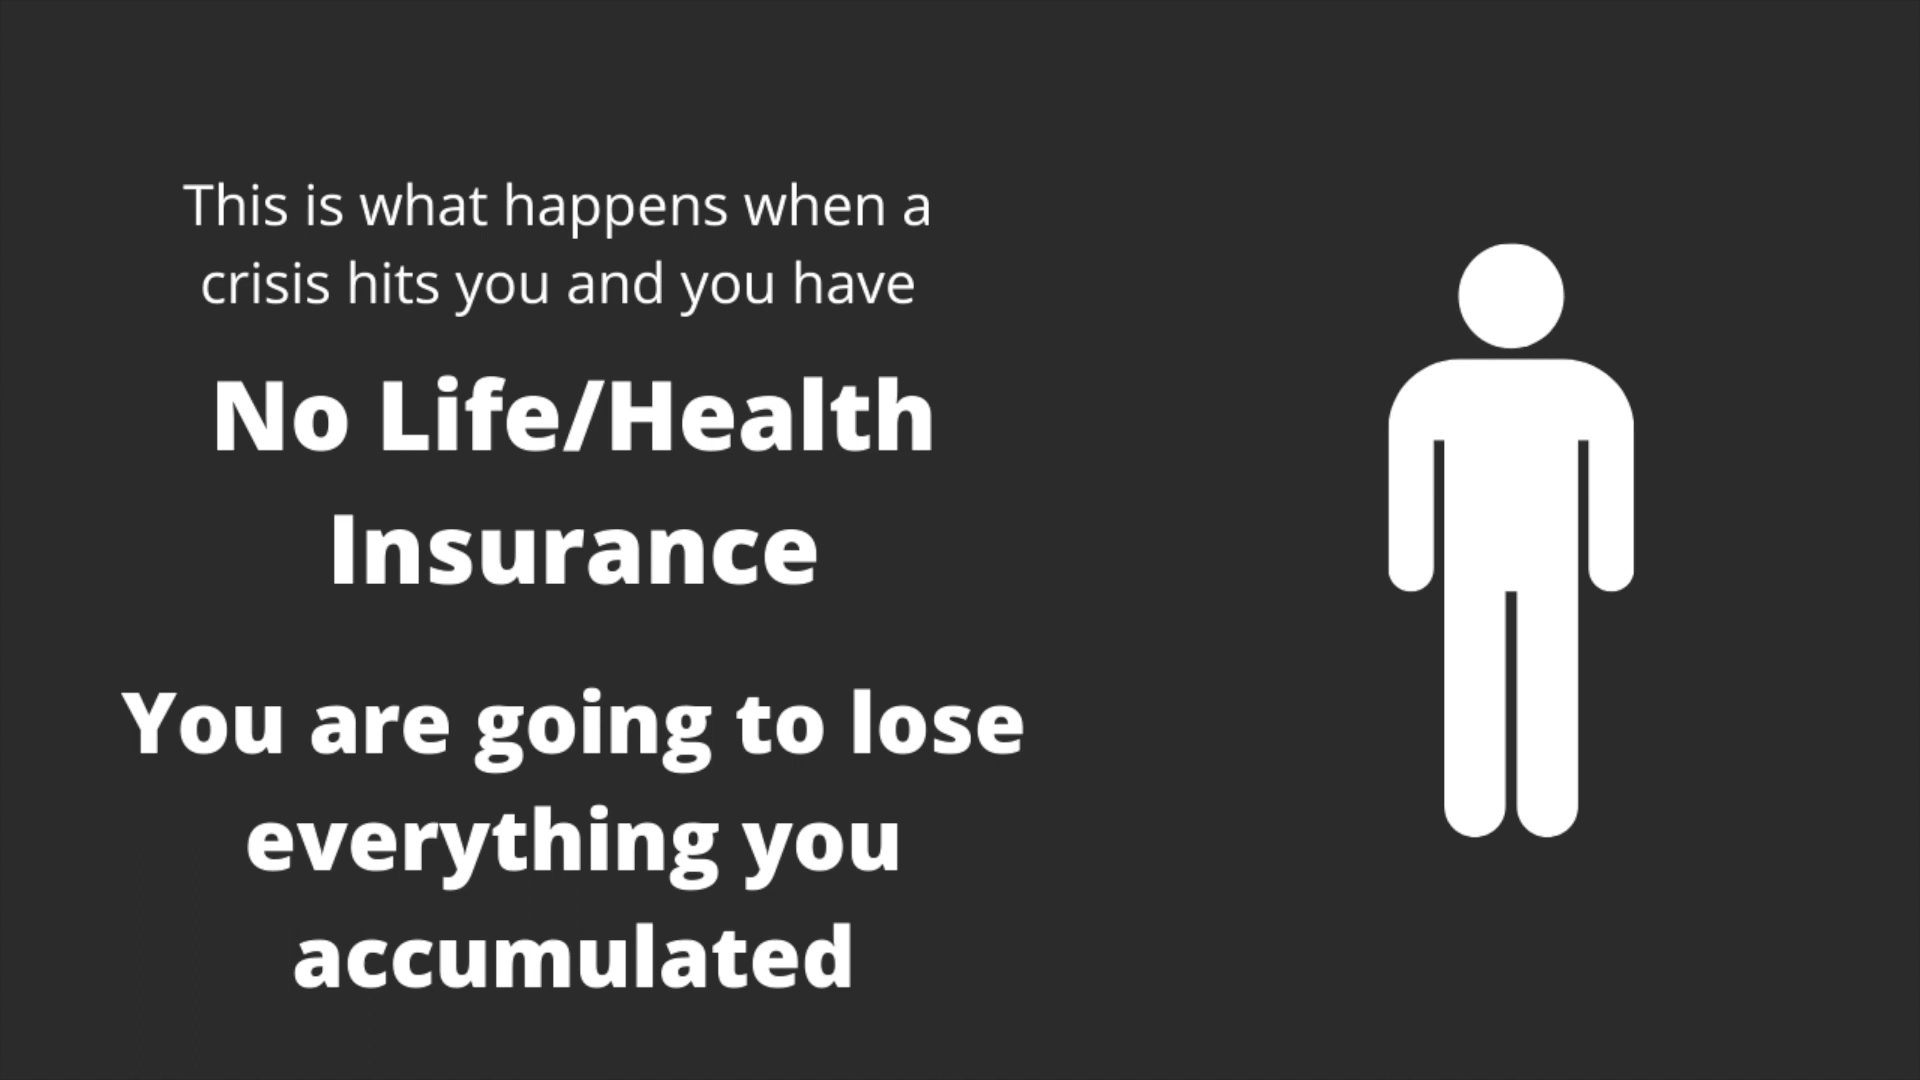 This is what happens when a
crisis hits you and you have
No Life/Health
Insurance
You are going to lose
everything you
accumulated